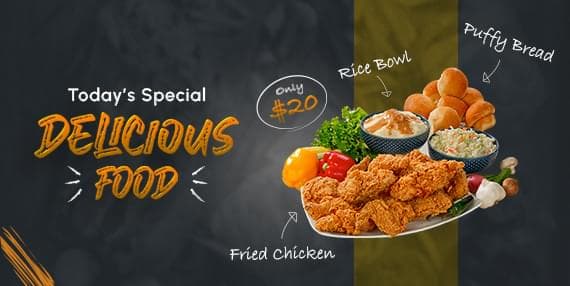 Today's Special
DELICIOUS
FOOD
Only
$20
Rice Bowl
Puffy Bread
Fried Chicken